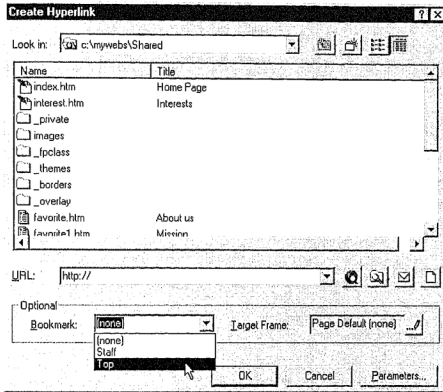 Create Hyperlink ? ×
Look in: c:\mywebs\Shared
Name Title
index.htm Home Page
interest.htm Interests
_private
images
_fpclass
_themes
_borders
_overlay
favorite.htm About us
favorite1.htm Mission
URL: http://
Optional
Bookmark: (none) Target Frame: Page Default (none) ...
(none)
Staff
Top
OK Cancel Parameters...